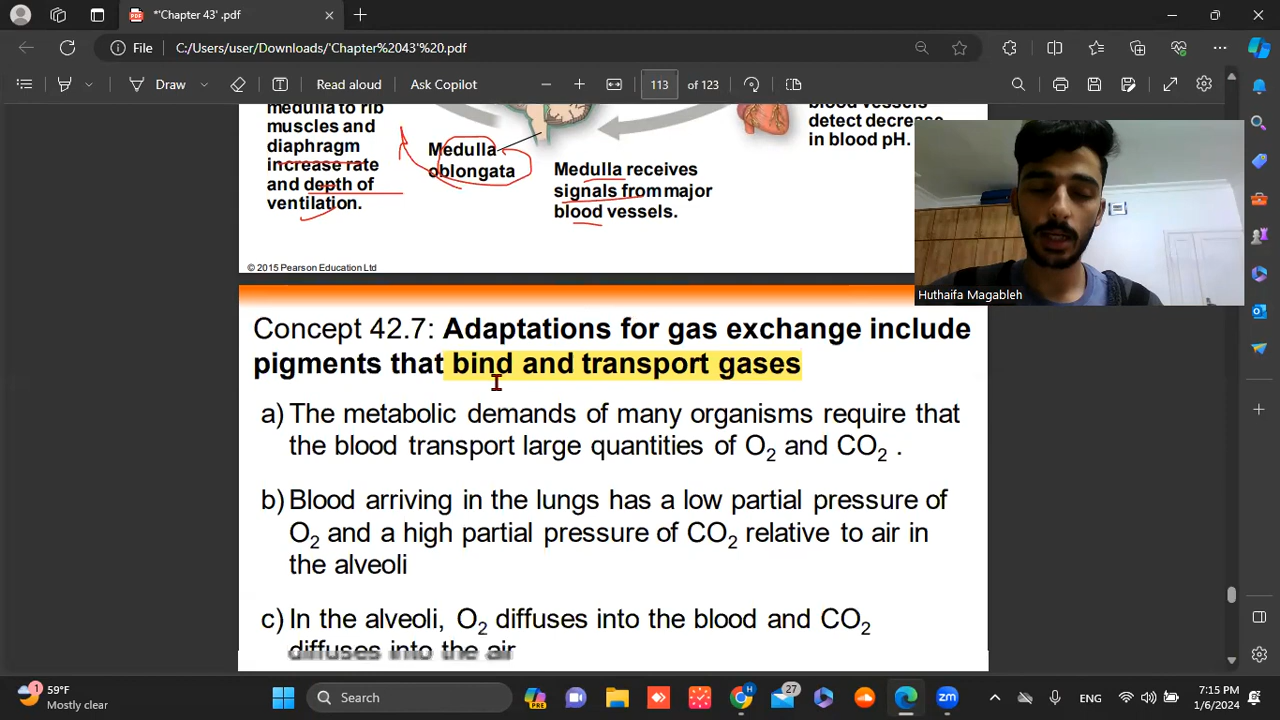 *'Chapter 43' .pdf
File
C:/Users/user/Downloads/'Chapter%2043'%20.pdf
Draw
Read aloud
Ask Copilot
113
of 123
medulla to rib
muscles and
diaphragm
increase rate
and depth of
ventilation.
Medulla
oblongata
Medulla receives
signals from major
blood vessels.
blood vessels
detect decrease
in blood pH.
© 2015 Pearson Education Ltd
Huthaifa Magableh
Concept 42.7: Adaptations for gas exchange include
pigments that bind and transport gases
a) The metabolic demands of many organisms require that
the blood transport large quantities of O2 and CO2 .
b) Blood arriving in the lungs has a low partial pressure of
O2 and a high partial pressure of CO2 relative to air in
the alveoli
c) In the alveoli, O2 diffuses into the blood and CO2
diffuses into the air
1
59°F
Mostly clear
Search
PRE
27
zm
ENG
7:15 PM
1/6/2024